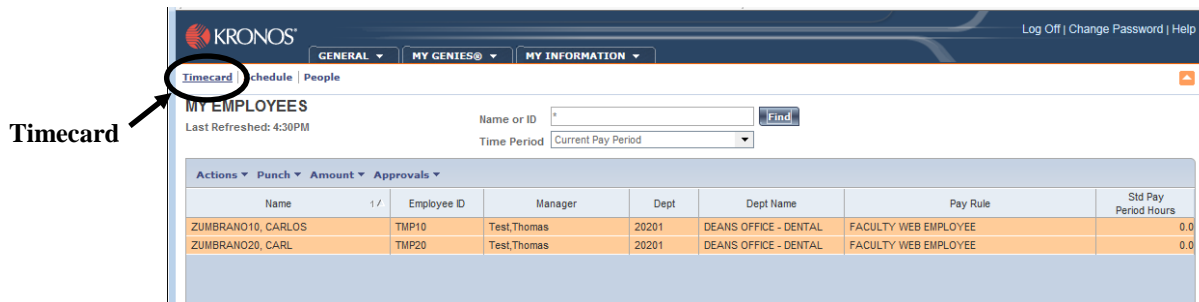 KRONOS®
Log Off | Change Password | Help
GENERAL MY GENIES® MY INFORMATION
Timecard Schedule | People
MY EMPLOYEES
Last Refreshed: 4:30PM
Name or ID * Find
Time Period Current Pay Period
Timecard
Actions Punch Amount Approvals
Name 1/ Employee ID Manager Dept Dept Name Pay Rule Std Pay Period Hours
ZUMBRANO10, CARLOS TMP10 Test,Thomas 20201 DEANS OFFICE - DENTAL FACULTY WEB EMPLOYEE 0.0
ZUMBRANO20, CARL TMP20 Test,Thomas 20201 DEANS OFFICE - DENTAL FACULTY WEB EMPLOYEE 0.0